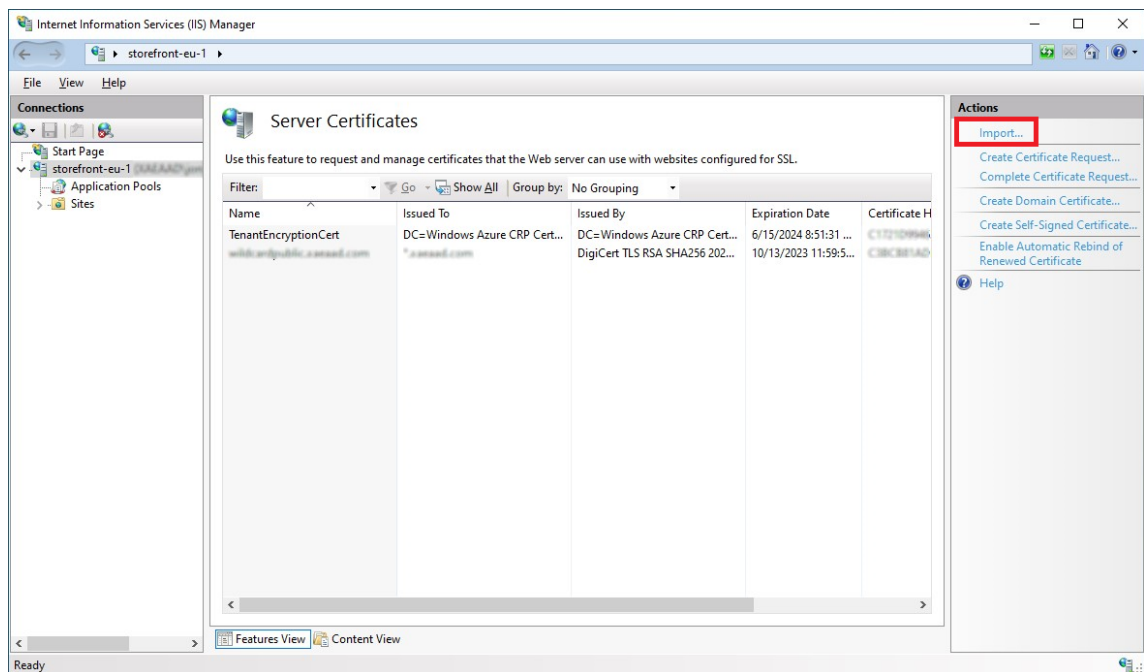 Internet Information Services (IIS) Manager
storefront-eu-1
File View Help
Connections
Start Page
storefront-eu-1
Application Pools
Sites
Server Certificates
Use this feature to request and manage certificates that the Web server can use with websites configured for SSL.
Filter: Go Show All Group by: No Grouping
Name Issued To Issued By Expiration Date Certificate H
TenantEncryptionCert DC=Windows Azure CRP Cert... DC=Windows Azure CRP Cert... 6/15/2024 8:51:31 ...
DigiCert TLS RSA SHA256 202... 10/13/2023 11:59:5...
Features View Content View
Actions
Import...
Create Certificate Request...
Complete Certificate Request...
Create Domain Certificate...
Create Self-Signed Certificate...
Enable Automatic Rebind of
Renewed Certificate
Help
Ready